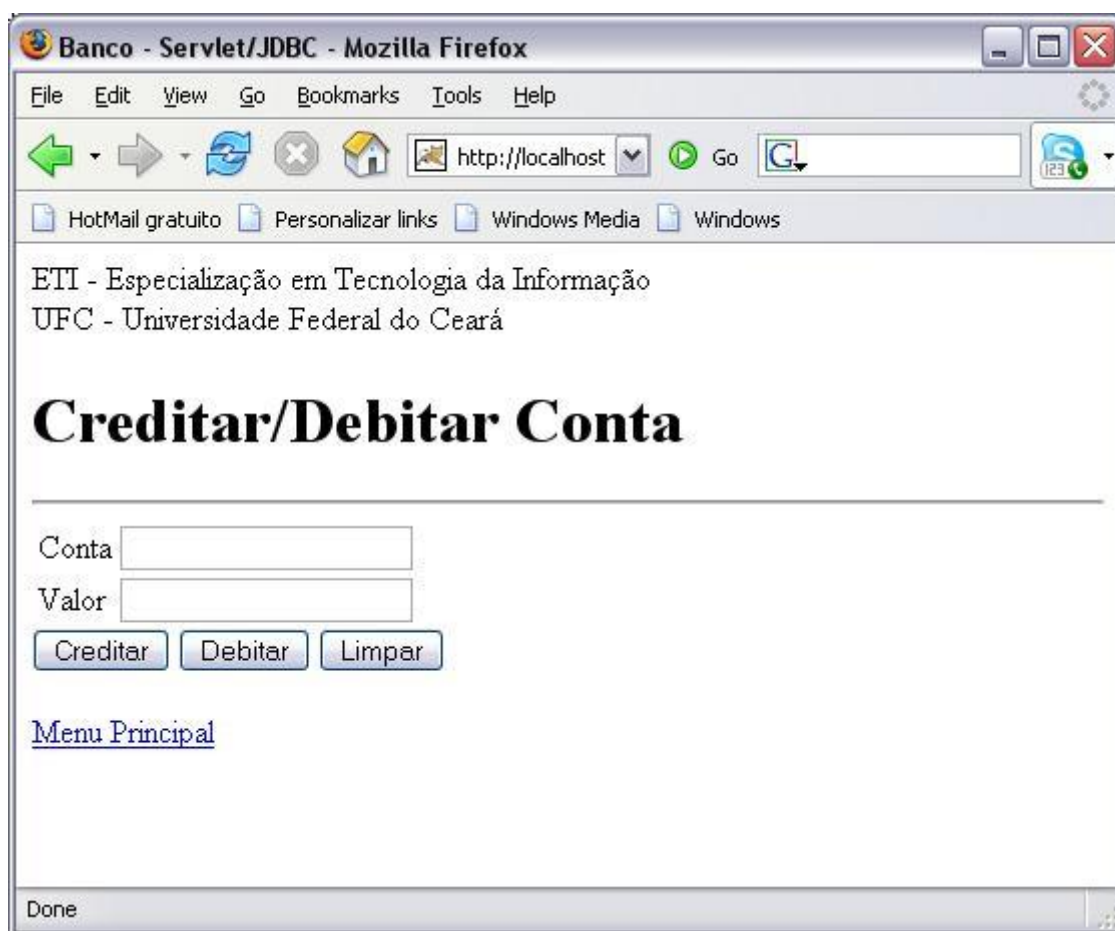 Banco - Servlet/JDBC - Mozilla Firefox
File Edit View Go Bookmarks Tools Help
http://localhost Go G
HotMail gratuito Personalizar links Windows Media Windows
ETI - Especialização em Tecnologia da Informação
UFC - Universidade Federal do Ceará
Creditar/Debitar Conta
Conta
Valor
Creditar Debitar Limpar
Menu Principal
Done